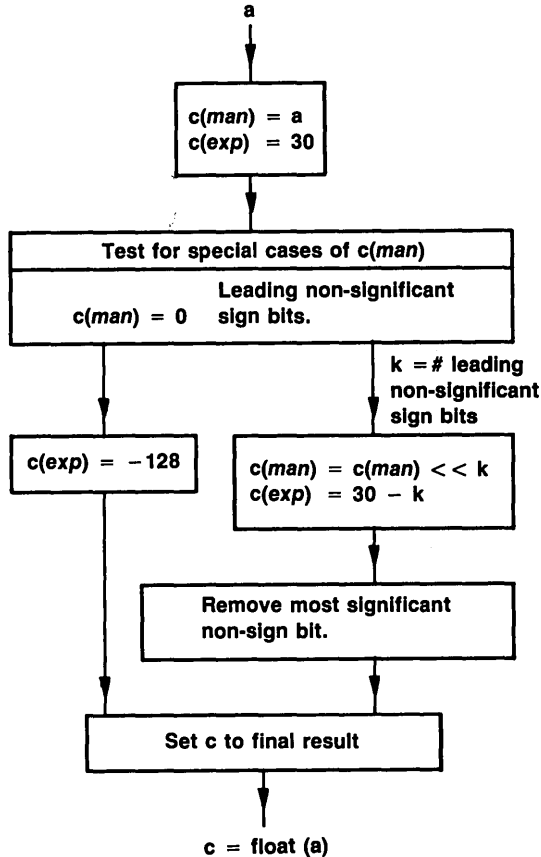 a
c(man) = a
c(exp) = 30
Test for special cases of c(man)
c(man) = 0
Leading non-significant
sign bits.
k = # leading
non-significant
sign bits
c(exp) = −128
c(man) = c(man) << k
c(exp) = 30 − k
Remove most significant
non-sign bit.
Set c to final result
c = float (a)